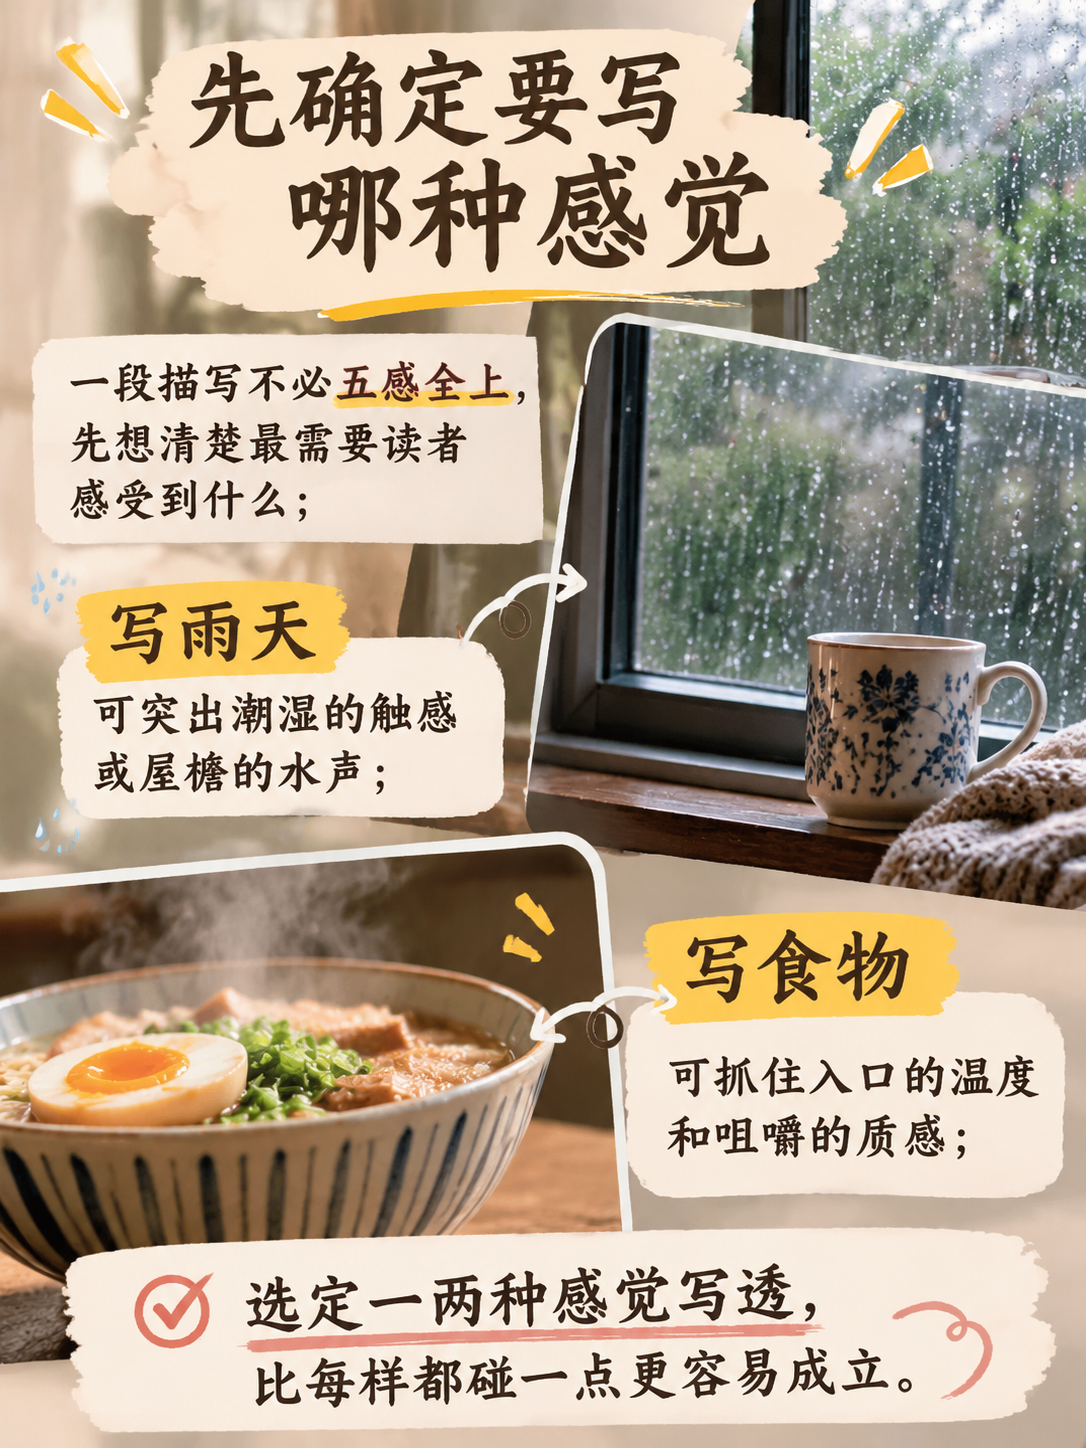 先确定要写
哪种感觉
一段描写不必五感全上，
先想清楚最需要读者
感受到什么；
写雨天
可突出潮湿的触感
或屋檐的水声；
写食物
可抓住入口的温度
和咀嚼的质感；
选定一两种感觉写透，
比每样都碰一点更容易成立。